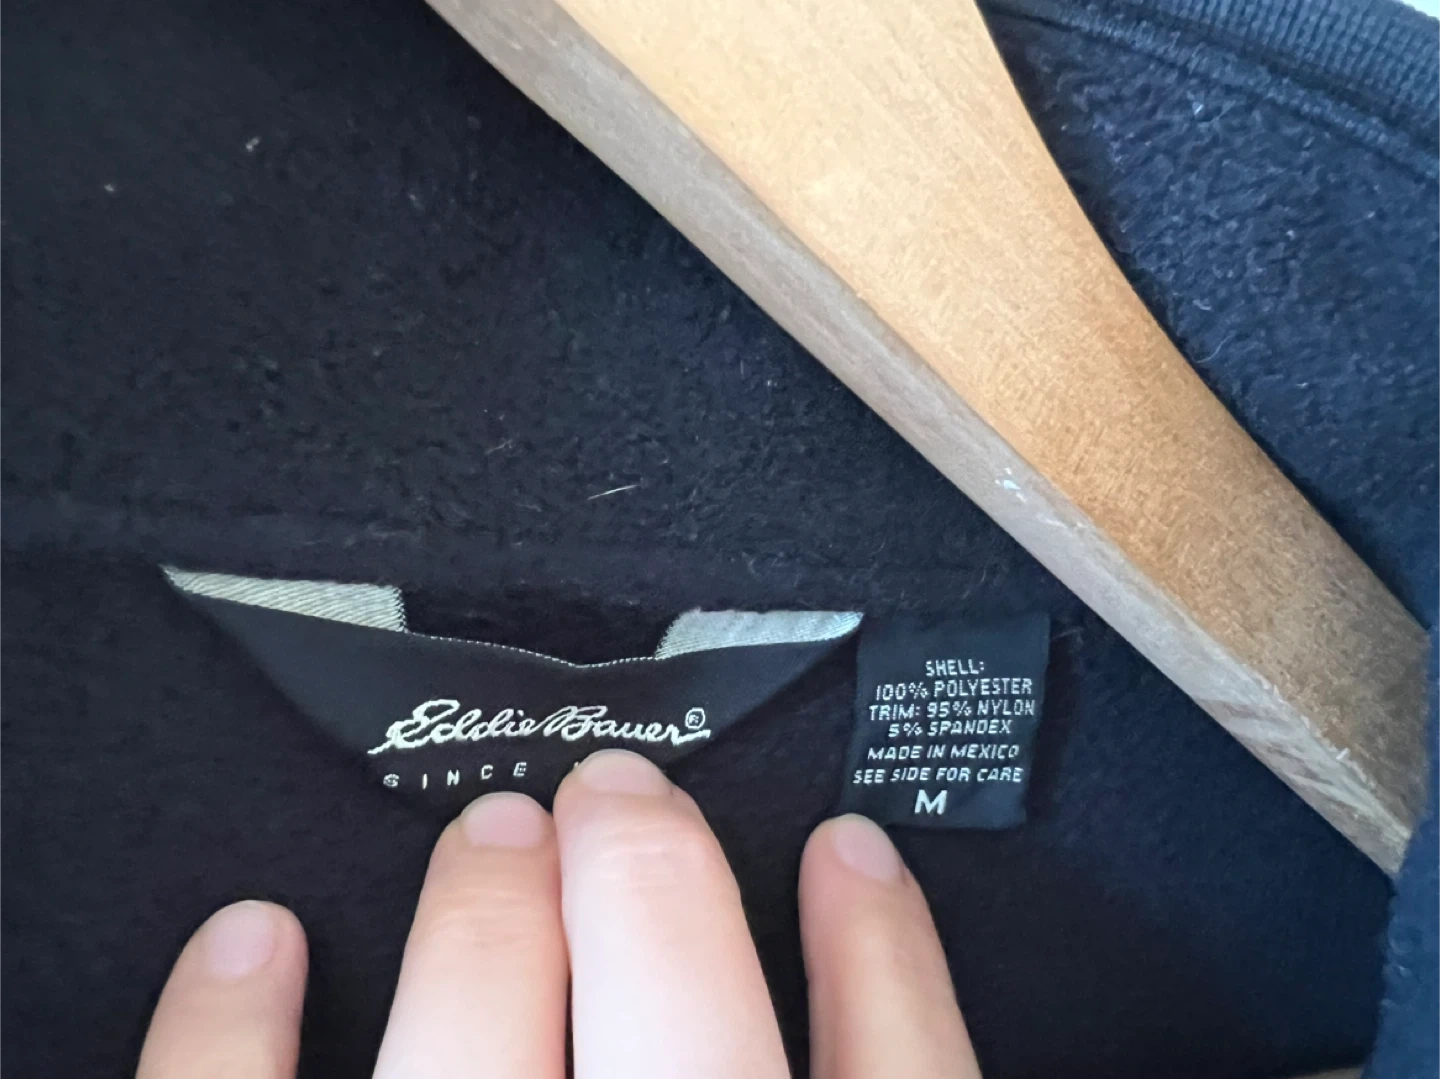 Eddie Bauer®
SINCE
SHELL:
100% POLYESTER
TRIM: 95% NYLON
5% SPANDEX
MADE IN MEXICO
SEE SIDE FOR CARE
M